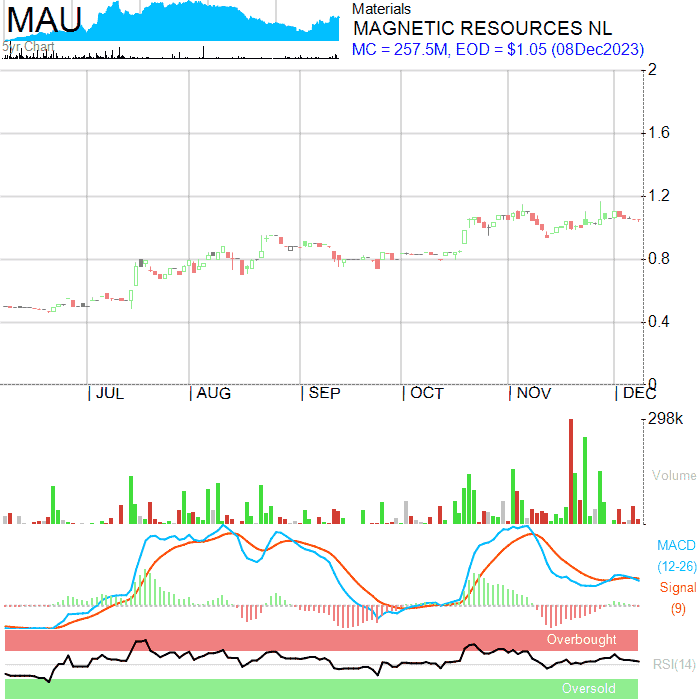 MAU
5yr Chart
Materials
MAGNETIC RESOURCES NL
MC = 257.5M, EOD = $1.05 (08Dec2023)
2
1.6
1.2
0.8
0.4
0
JUL
AUG
SEP
OCT
NOV
DEC
298k
Volume
MACD
(12-26)
Signal
(9)
Overbought
RSI(14)
Oversold